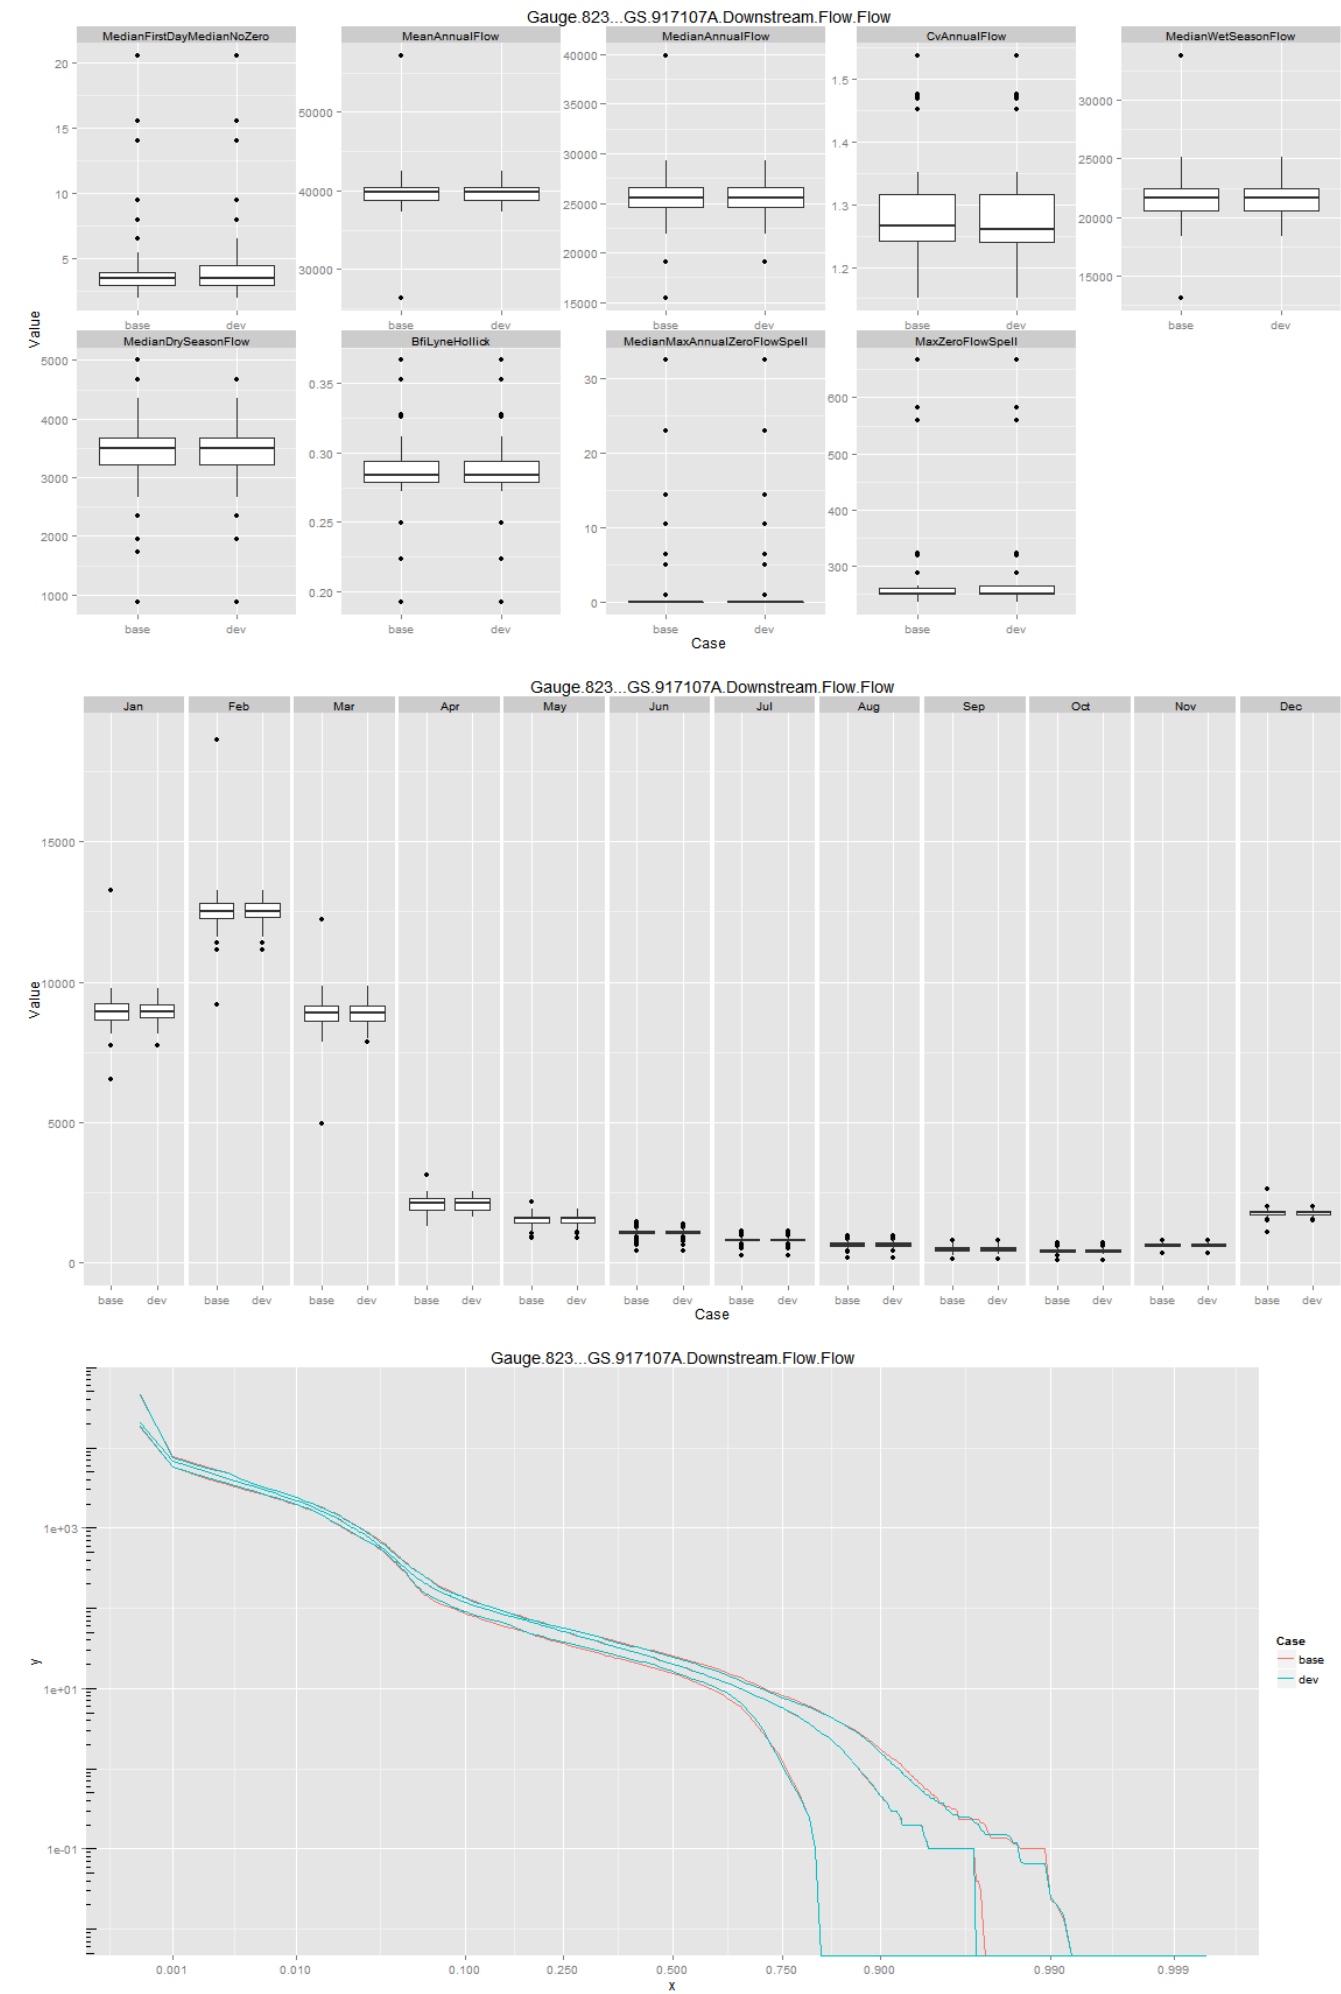 Gauge.823...GS.917107A.Downstream.Flow.Flow
MedianFirstDayMedianNoZero MeanAnnualFlow MedianAnnualFlow CvAnnualFlow MedianWetSeasonFlow
20
15
10
5
50000
40000
30000
40000
35000
30000
25000
20000
15000
1.5
1.4
1.3
1.2
30000
25000
20000
15000
base dev base dev base dev base dev base dev
Value
MedianDrySeasonFlow BfiLyneHollick MedianMaxAnnualZeroFlowSpell MaxZeroFlowSpell
5000
4000
3000
2000
1000
0.35
0.30
0.25
0.20
30
20
10
0
600
500
400
300
base dev base dev base dev base dev
Case
Gauge.823...GS.917107A.Downstream.Flow.Flow
Jan Feb Mar Apr May Jun Jul Aug Sep Oct Nov Dec
15000
10000
5000
0
Value
base dev base dev base dev base dev base dev base dev base dev base dev base dev base dev base dev base dev
Case
Gauge.823...GS.917107A.Downstream.Flow.Flow
1e+03
1e+01
1e-01
y
Case
base
dev
0.001 0.010 0.100 0.250 0.500 0.750 0.900 0.990 0.999
x